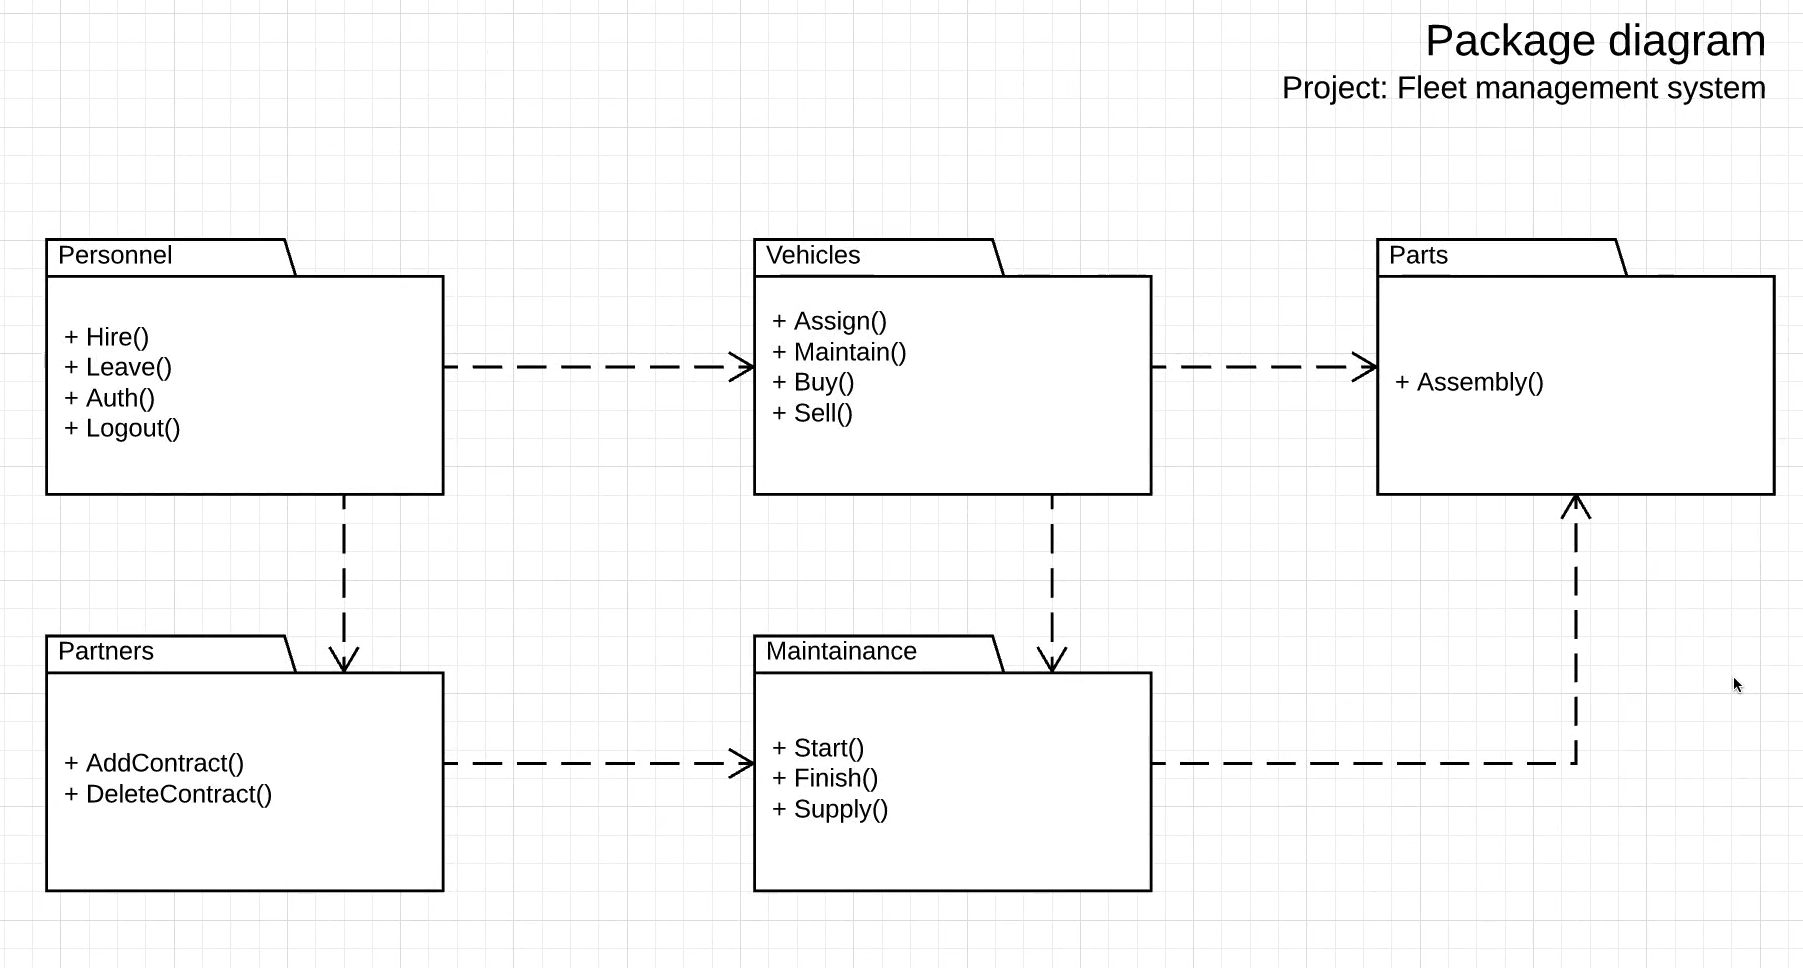 Package diagram
Project: Fleet management system
Personnel
+ Hire()
+ Leave()
+ Auth()
+ Logout()
Vehicles
+ Assign()
+ Maintain()
+ Buy()
+ Sell()
Parts
+ Assembly()
Partners
+ AddContract()
+ DeleteContract()
Maintainance
+ Start()
+ Finish()
+ Supply()